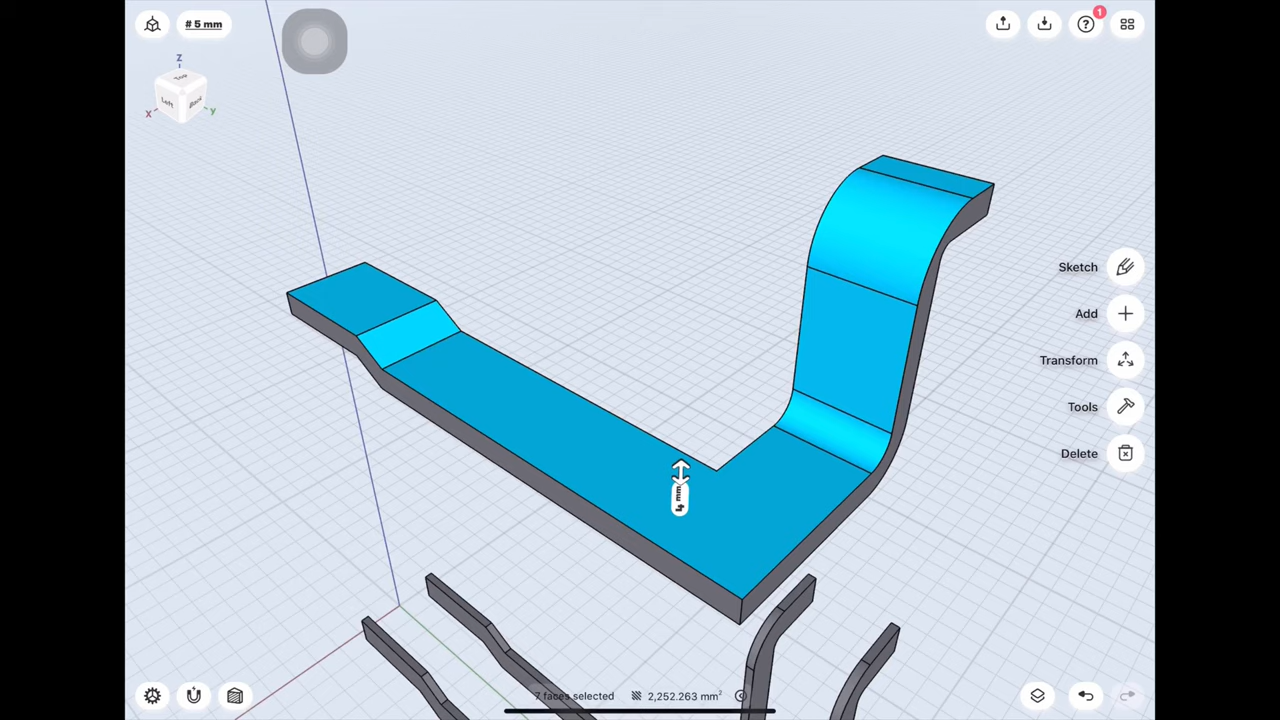 # 5 mm
1
Z
Top
Left
Back
X
y
Sketch
Add
Transform
Tools
Delete
4 mm
7 faces selected
2,252.263 mm²